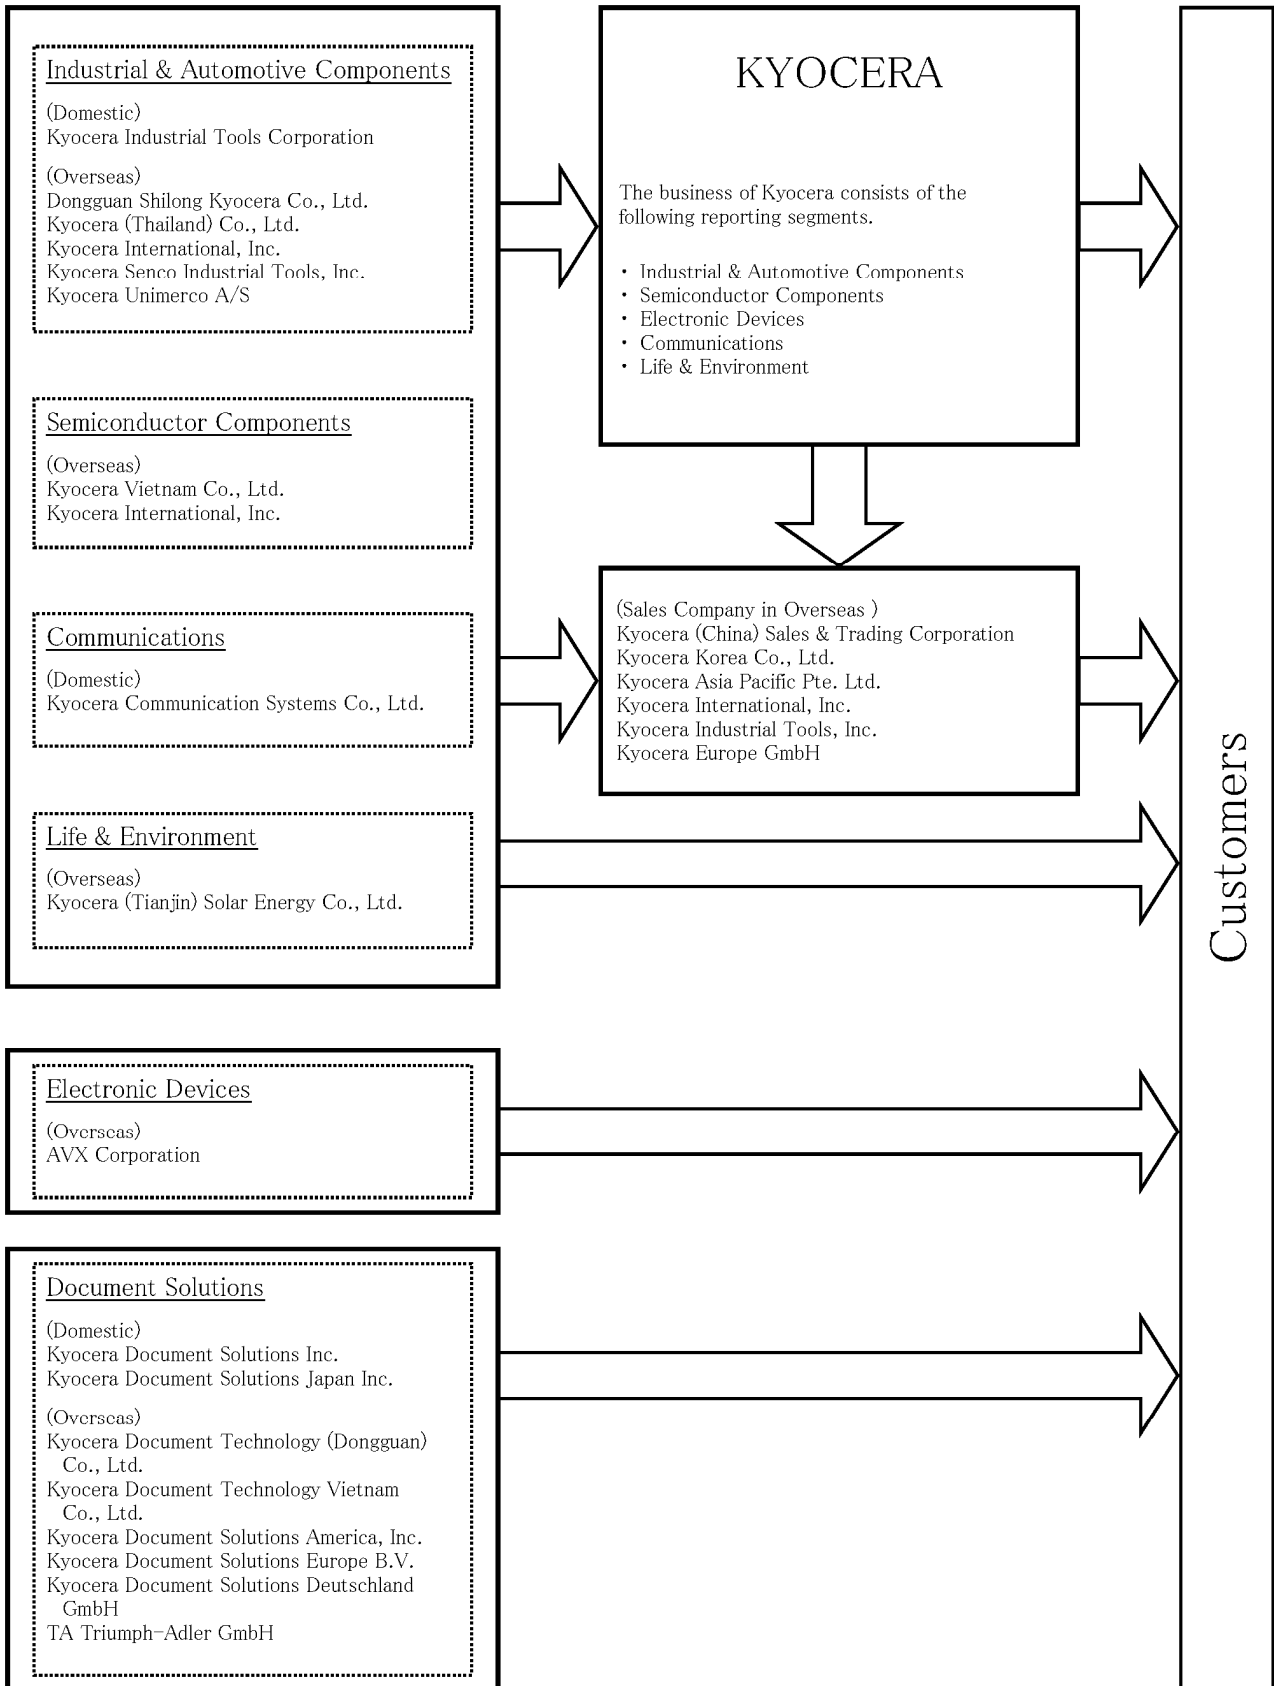 Industrial & Automotive Components
(Domestic)
Kyocera Industrial Tools Corporation
(Overseas)
Dongguan Shilong Kyocera Co., Ltd.
Kyocera (Thailand) Co., Ltd.
Kyocera International, Inc.
Kyocera Senco Industrial Tools, Inc.
Kyocera Unimerco A/S
Semiconductor Components
(Overseas)
Kyocera Vietnam Co., Ltd.
Kyocera International, Inc.
Communications
(Domestic)
Kyocera Communication Systems Co., Ltd.
Life & Environment
(Overseas)
Kyocera (Tianjin) Solar Energy Co., Ltd.
KYOCERA
The business of Kyocera consists of the
following reporting segments.
・ Industrial & Automotive Components
・ Semiconductor Components
・ Electronic Devices
・ Communications
・ Life & Environment
(Sales Company in Overseas )
Kyocera (China) Sales & Trading Corporation
Kyocera Korea Co., Ltd.
Kyocera Asia Pacific Pte. Ltd.
Kyocera International, Inc.
Kyocera Industrial Tools, Inc.
Kyocera Europe GmbH
Customers
Electronic Devices
(Overseas)
AVX Corporation
Document Solutions
(Domestic)
Kyocera Document Solutions Inc.
Kyocera Document Solutions Japan Inc.
(Overseas)
Kyocera Document Technology (Dongguan)
Co., Ltd.
Kyocera Document Technology Vietnam
Co., Ltd.
Kyocera Document Solutions America, Inc.
Kyocera Document Solutions Europe B.V.
Kyocera Document Solutions Deutschland
GmbH
TA Triumph-Adler GmbH